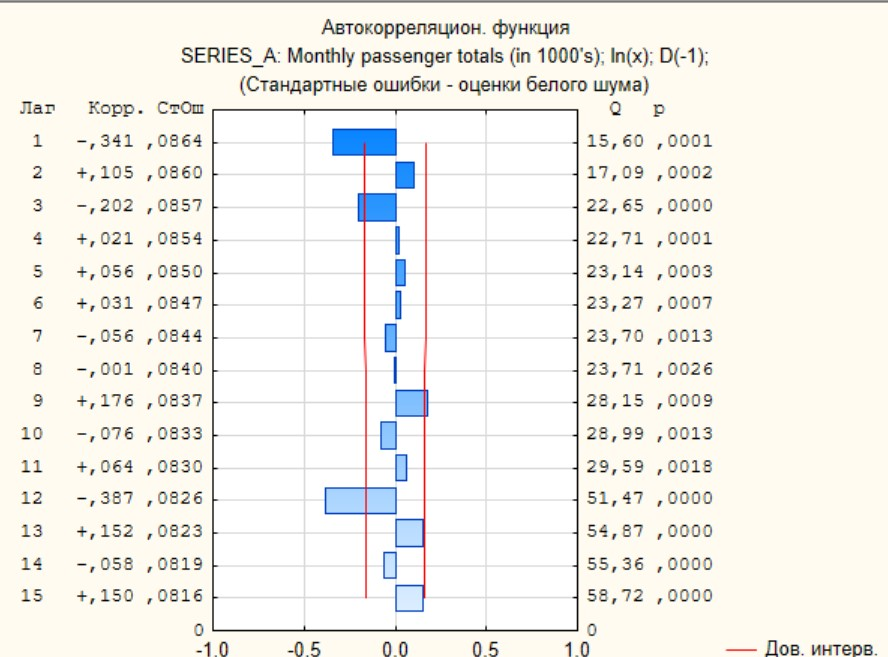 Автокорреляцион. функция
SERIES_A: Monthly passenger totals (in 1000's); ln(x); D(-1);
(Стандартные ошибки - оценки белого шума)
Лаг Корр. СтОш Q p
1 -,341 ,0864 15,60 ,0001
2 +,105 ,0860 17,09 ,0002
3 -,202 ,0857 22,65 ,0000
4 +,021 ,0854 22,71 ,0001
5 +,056 ,0850 23,14 ,0003
6 +,031 ,0847 23,27 ,0007
7 -,056 ,0844 23,70 ,0013
8 -,001 ,0840 23,71 ,0026
9 +,176 ,0837 28,15 ,0009
10 -,076 ,0833 28,99 ,0013
11 +,064 ,0830 29,59 ,0018
12 -,387 ,0826 51,47 ,0000
13 +,152 ,0823 54,87 ,0000
14 -,058 ,0819 55,36 ,0000
15 +,150 ,0816 58,72 ,0000
0 0
-1,0 -0,5 0,0 0,5 1,0
Дов. интерв.